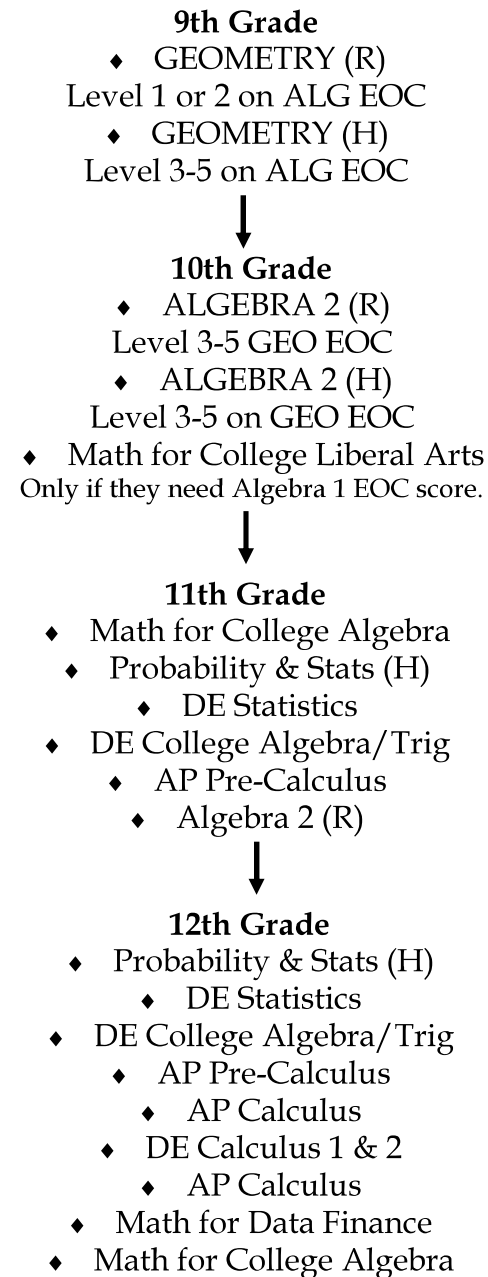 9th Grade
♦ GEOMETRY (R)
Level 1 or 2 on ALG EOC
♦ GEOMETRY (H)
Level 3-5 on ALG EOC
10th Grade
♦ ALGEBRA 2 (R)
Level 3-5 GEO EOC
♦ ALGEBRA 2 (H)
Level 3-5 on GEO EOC
♦ Math for College Liberal Arts
Only if they need Algebra 1 EOC score.
11th Grade
♦ Math for College Algebra
♦ Probability & Stats (H)
♦ DE Statistics
♦ DE College Algebra/Trig
♦ AP Pre-Calculus
♦ Algebra 2 (R)
12th Grade
♦ Probability & Stats (H)
♦ DE Statistics
♦ DE College Algebra/Trig
♦ AP Pre-Calculus
♦ AP Calculus
♦ DE Calculus 1 & 2
♦ AP Calculus
♦ Math for Data Finance
♦ Math for College Algebra